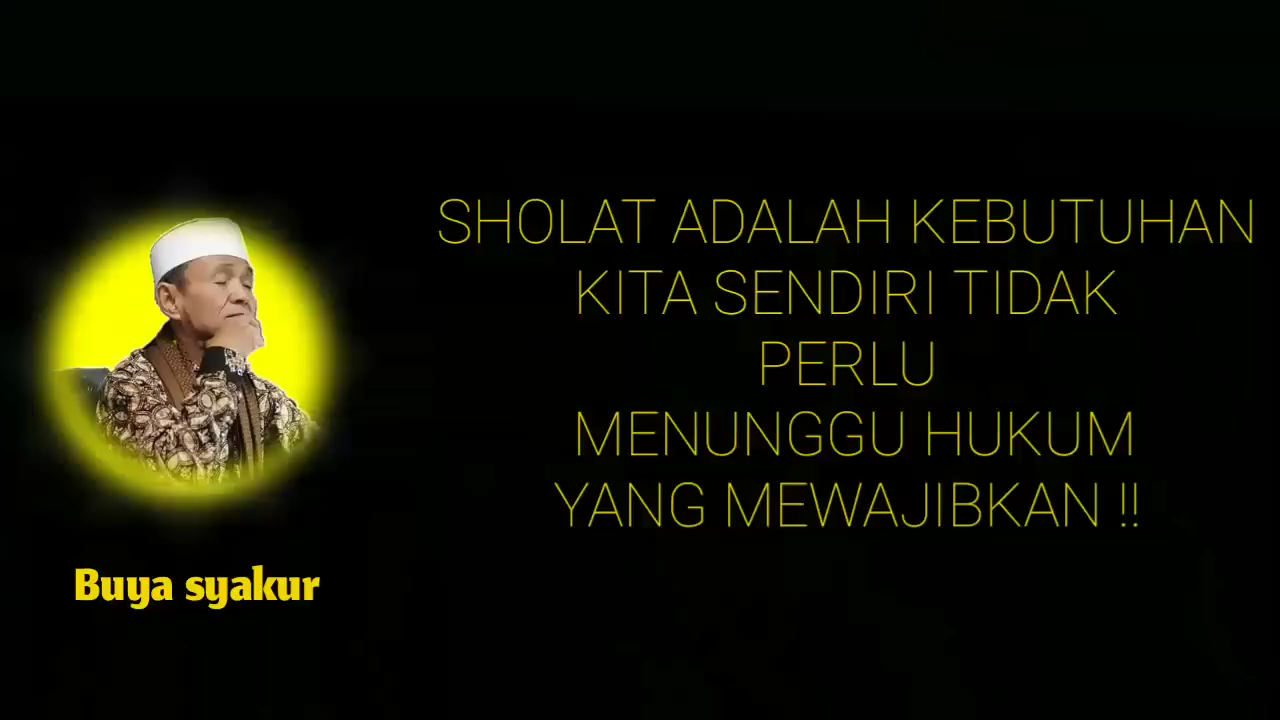 SHOLAT ADALAH KEBUTUHAN
KITA SENDIRI TIDAK
PERLU
MENUNGGU HUKUM
YANG MEWAJIBKAN !!
Buya syakur